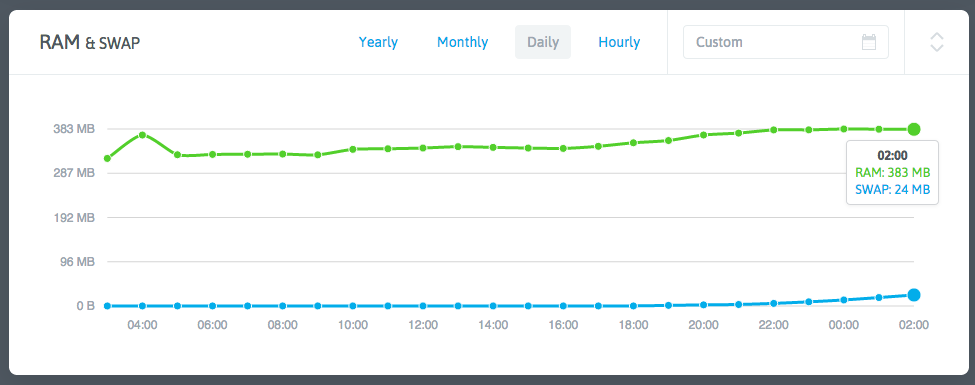 RAM & SWAP Yearly Monthly Daily Hourly Custom
383 MB
02:00
RAM: 383 MB
SWAP: 24 MB
287 MB
192 MB
96 MB
0 B
04:00 06:00 08:00 10:00 12:00 14:00 16:00 18:00 20:00 22:00 00:00 02:00